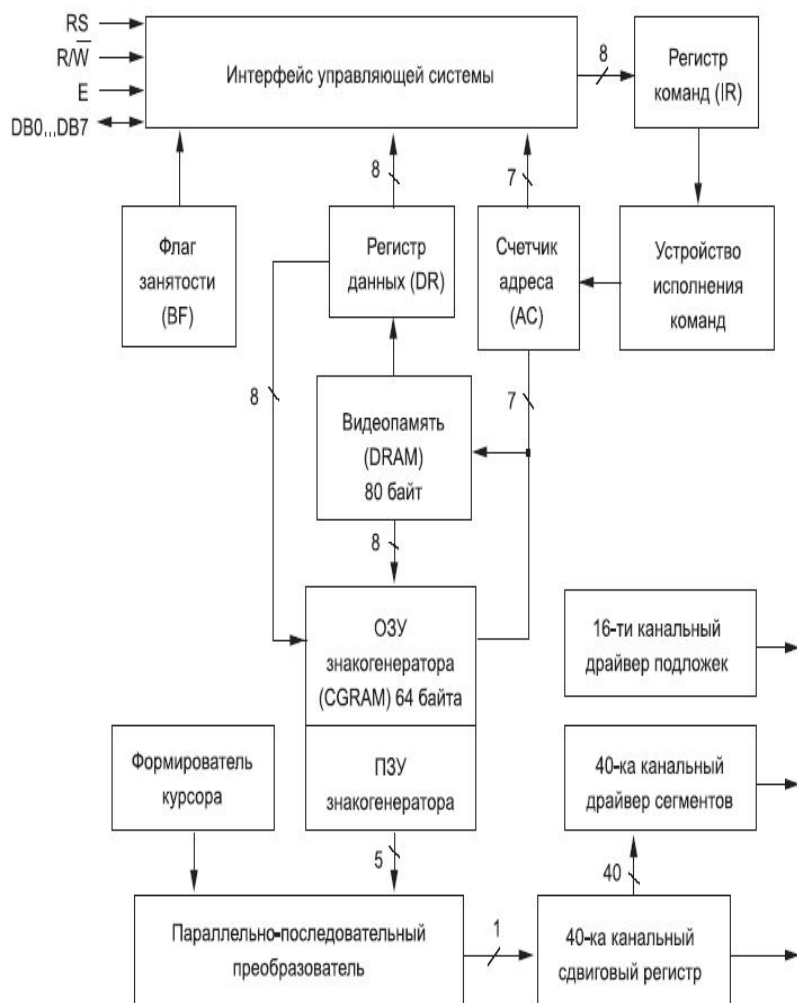 RS
R/W̅
E
DB0...DB7
Интерфейс управляющей системы
8
Регистр
команд (IR)
8
7
Флаг
занятости
(BF)
Регистр
данных (DR)
Счетчик
адреса
(AC)
Устройство
исполнения
команд
8
7
Видеопамять
(DRAM)
80 байт
8
ОЗУ
знакогенератора
(CGRAM) 64 байта
16-ти канальный
драйвер подложек
Формирователь
курсора
ПЗУ
знакогенератора
40-ка канальный
драйвер сегментов
5
40
Параллельно-последовательный
преобразователь
1
40-ка канальный
сдвиговый регистр